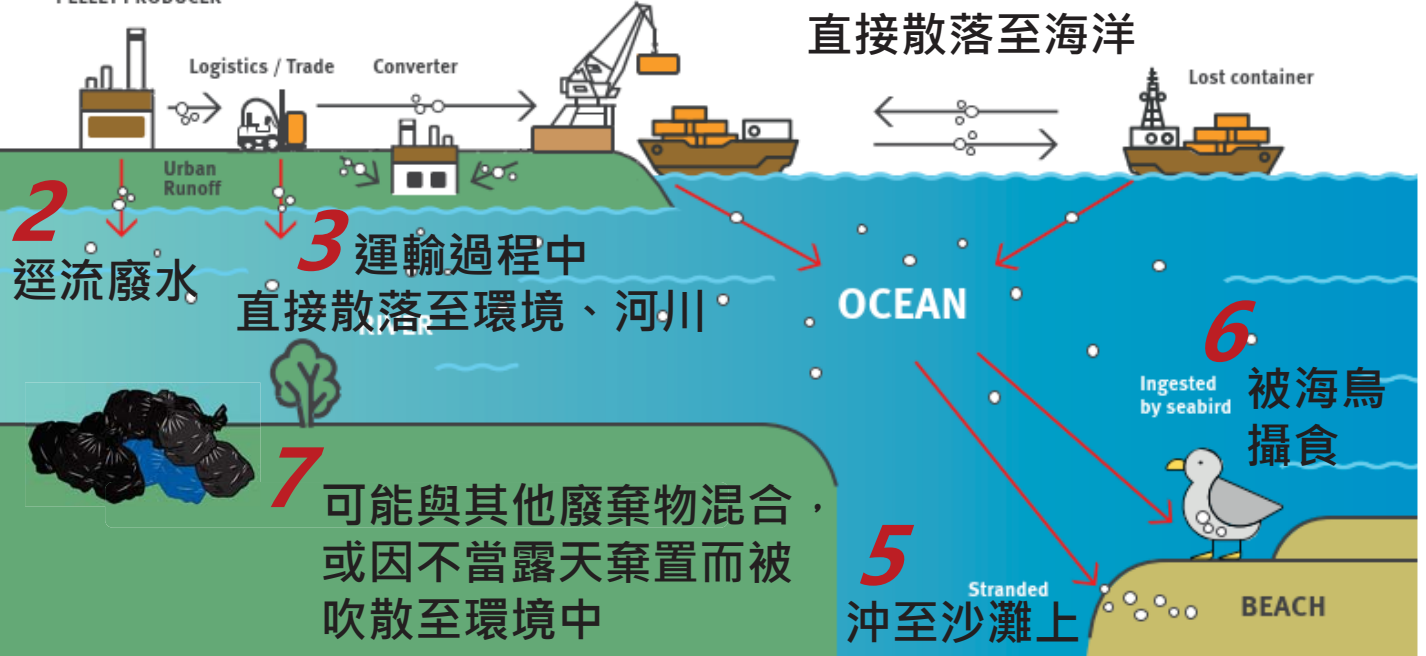 PELLET PRODUCER
直接散落至海洋
Logistics / Trade
Converter
Lost container
Urban
Runoff
2
逕流廢水
3 運輸過程中
直接散落至環境、河川
RIVER
OCEAN
6
Ingested
by seabird
被海鳥
攝食
7
可能與其他廢棄物混合，
或因不當露天棄置而被
吹散至環境中
5
Stranded
沖至沙灘上
BEACH